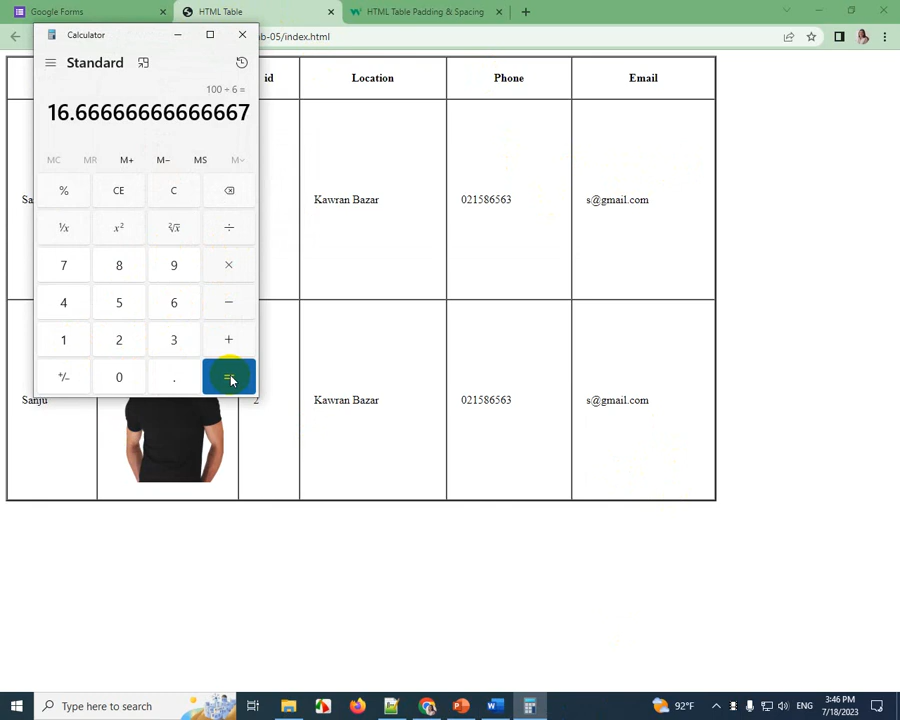 Google Forms
HTML Table
HTML Table Padding & Spacing
ub-05/index.html
Calculator
Standard
100 ÷ 6 =
16.66666666666667
MC MR M+ M− MS M
% CE C
¹/x x² ²√x ÷
7 8 9 ×
4 5 6 −
1 2 3 +
+/− 0 . =
id Location Phone Email
Kawran Bazar 021586563 s@gmail.com
Sanju 2 Kawran Bazar 021586563 s@gmail.com
Type here to search
92°F
ENG
3:46 PM
7/18/2023